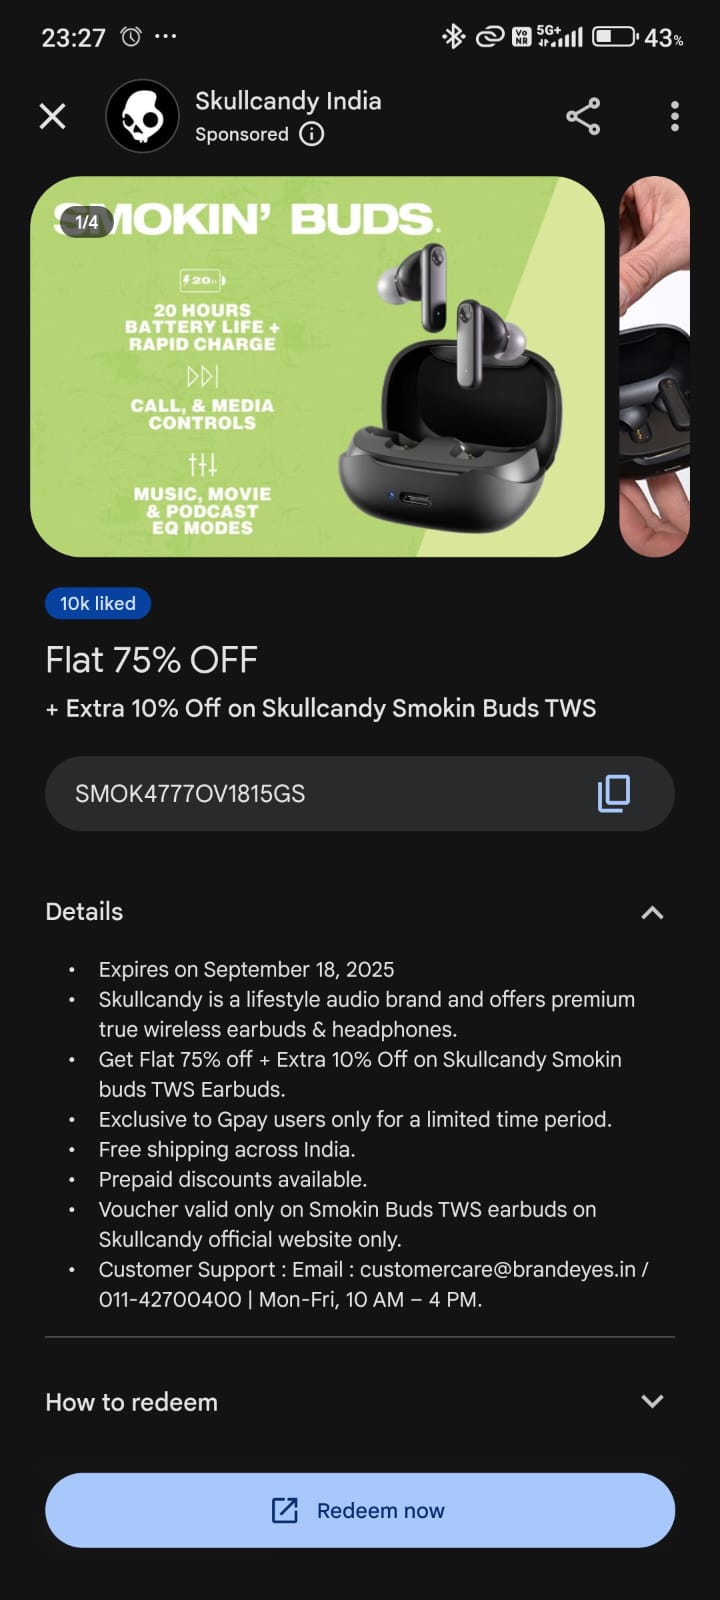 23:27
Vo NR 5G+ 43%
Skullcandy India
Sponsored
SMOKIN' BUDS.
1/4
20H
20 HOURS
BATTERY LIFE +
RAPID CHARGE
CALL, & MEDIA
CONTROLS
MUSIC, MOVIE
& PODCAST
EQ MODES
10k liked
Flat 75% OFF
+ Extra 10% Off on Skullcandy Smokin Buds TWS
SMOK4777OV1815GS
Details
• Expires on September 18, 2025
• Skullcandy is a lifestyle audio brand and offers premium
true wireless earbuds & headphones.
• Get Flat 75% off + Extra 10% Off on Skullcandy Smokin
buds TWS Earbuds.
• Exclusive to Gpay users only for a limited time period.
• Free shipping across India.
• Prepaid discounts available.
• Voucher valid only on Smokin Buds TWS earbuds on
Skullcandy official website only.
• Customer Support : Email : customercare@brandeyes.in /
011-42700400 | Mon-Fri, 10 AM – 4 PM.
How to redeem
Redeem now